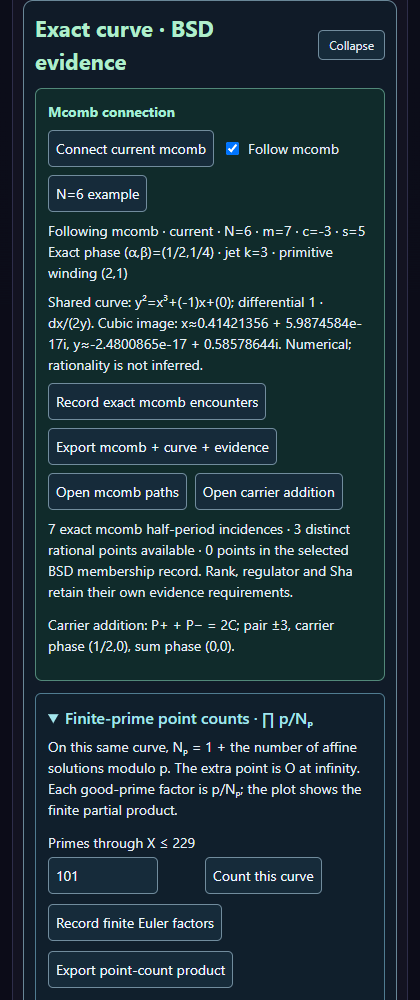 Exact curve · BSD
evidence
Collapse
Mcomb connection
Connect current mcomb
Follow mcomb
N=6 example
Following mcomb · current · N=6 · m=7 · c=-3 · s=5
Exact phase (α,β)=(1/2,1/4) · jet k=3 · primitive
winding (2,1)
Shared curve: y²=x³+(-1)x+(0); differential 1 ·
dx/(2y). Cubic image: x≈0.41421356 + 5.9874584e-
17i, y≈-2.4800865e-17 + 0.58578644i. Numerical;
rationality is not inferred.
Record exact mcomb encounters
Export mcomb + curve + evidence
Open mcomb paths
Open carrier addition
7 exact mcomb half-period incidences · 3 distinct
rational points available · 0 points in the selected
BSD membership record. Rank, regulator and Sha
retain their own evidence requirements.
Carrier addition: P+ + P− = 2C; pair ±3, carrier
phase (1/2,0), sum phase (0,0).
▼ Finite-prime point counts · ∏ p/Nₚ
On this same curve, Nₚ = 1 + the number of affine
solutions modulo p. The extra point is O at infinity.
Each good-prime factor is p/Nₚ; the plot shows the
finite partial product.
Primes through X ≤ 229
101
Count this curve
Record finite Euler factors
Export point-count product